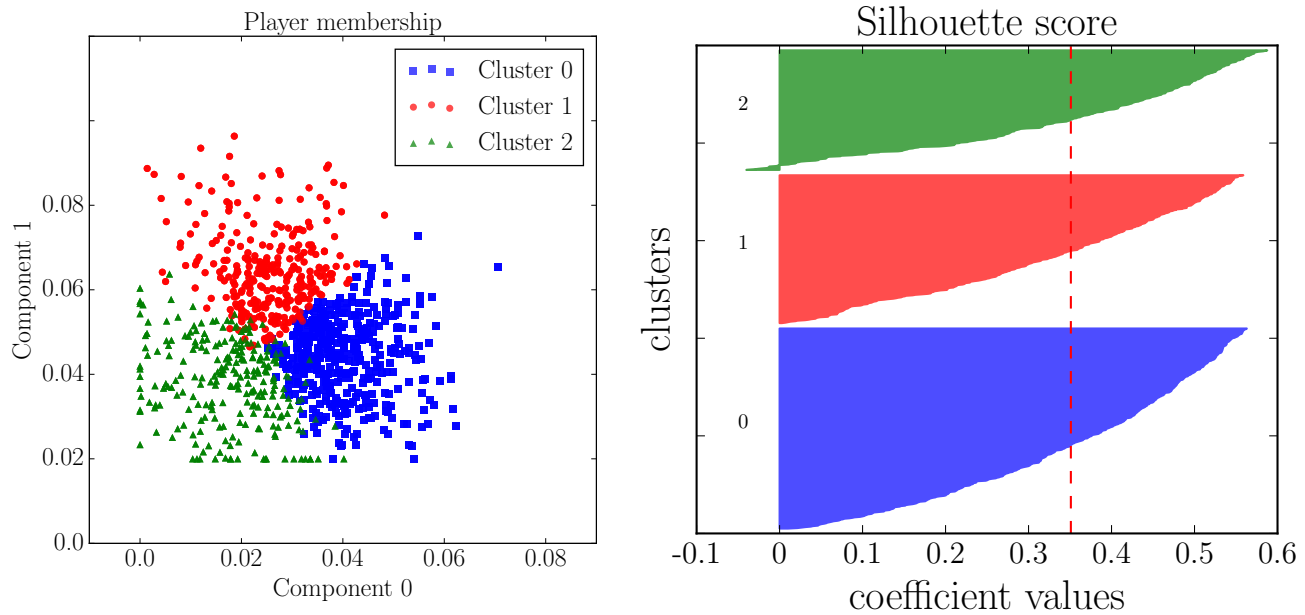 Player membership
Cluster 0
Cluster 1
Cluster 2
Component 1
0.08
0.06
0.04
0.02
0.0
0.0
0.02
0.04
0.06
0.08
Component 0
Silhouette score
clusters
2
1
0
-0.1
0
0.1
0.2
0.3
0.4
0.5
0.6
coefficient values